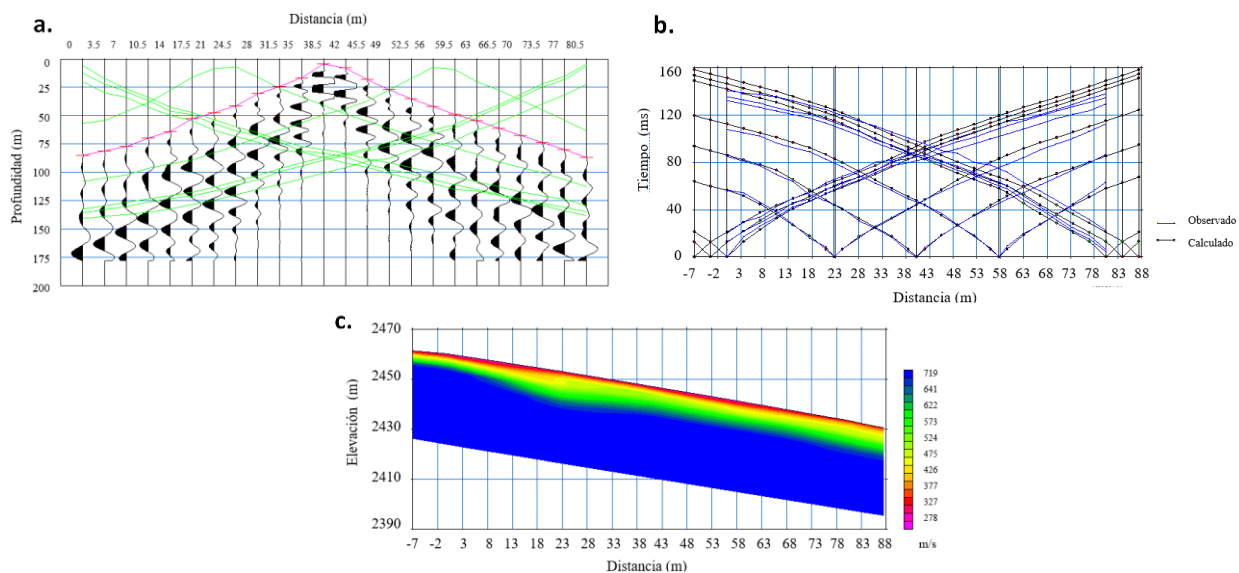 a.
Distancia (m)
0 3.5 7 10.5 14 17.5 21 24.5 28 31.5 35 38.5 42 45.5 49 52.5 56 59.5 63 66.5 70 73.5 77 80.5
Profundidad (m)
0
25
50
75
100
125
150
175
200
b.
Tiempo (ms)
160
120
80
40
0
-7 -2 3 8 13 18 23 28 33 38 43 48 53 58 63 68 73 78 83 88
Distancia (m)
Observado
Calculado
c.
Elevación (m)
2470
2450
2430
2410
2390
-7 -2 3 8 13 18 23 28 33 38 43 48 53 58 63 68 73 78 83 88
Distancia (m)
719
641
622
573
524
475
426
377
327
278
m/s